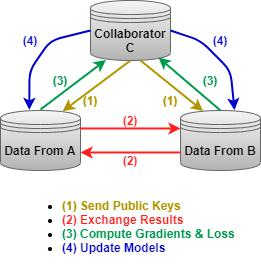 Collaborator
C
(4)
(4)
(3)
(3)
(1)
(1)
(2)
Data From A
Data From B
(2)
(1) Send Public Keys
(2) Exchange Results
(3) Compute Gradients & Loss
(4) Update Models